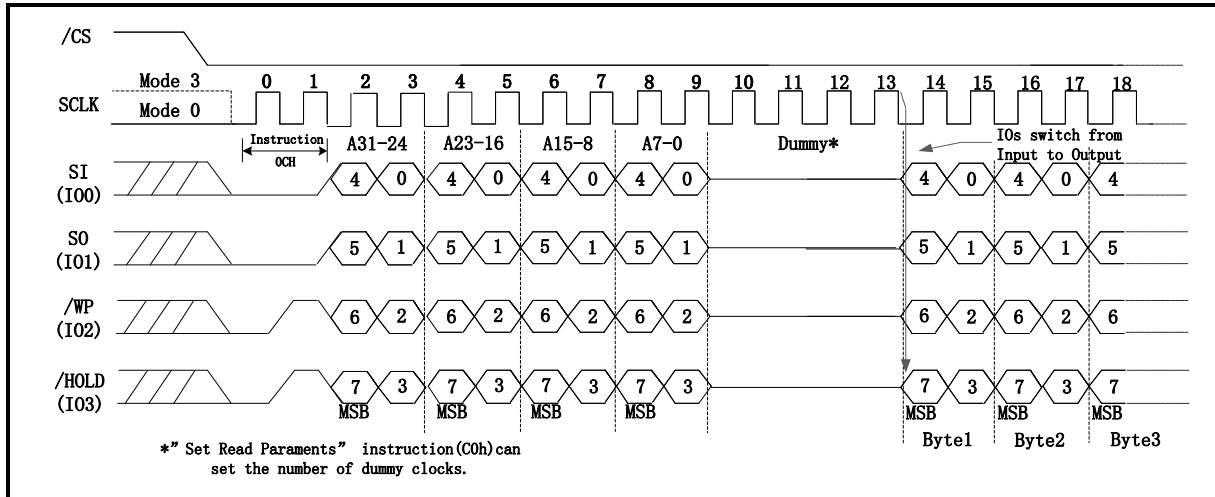 /CS
Mode 3
SCLK
Mode 0
0 1 2 3 4 5 6 7 8 9 10 11 12 13 14 15 16 17 18
Instruction
0CH
A31-24 A23-16 A15-8 A7-0 Dummy*
IOs switch from
Input to Output
SI
(IO0)
4 0 4 0 4 0 4 0 4 0 4 0 4
SO
(IO1)
5 1 5 1 5 1 5 1 5 1 5 1 5
/WP
(IO2)
6 2 6 2 6 2 6 2 6 2 6 2 6
/HOLD
(IO3)
7 3 7 3 7 3 7 3 7 3 7 3 7
MSB MSB MSB MSB MSB MSB MSB
Byte1 Byte2 Byte3
*" Set Read Paraments" instruction(C0h)can
set the number of dummy clocks.